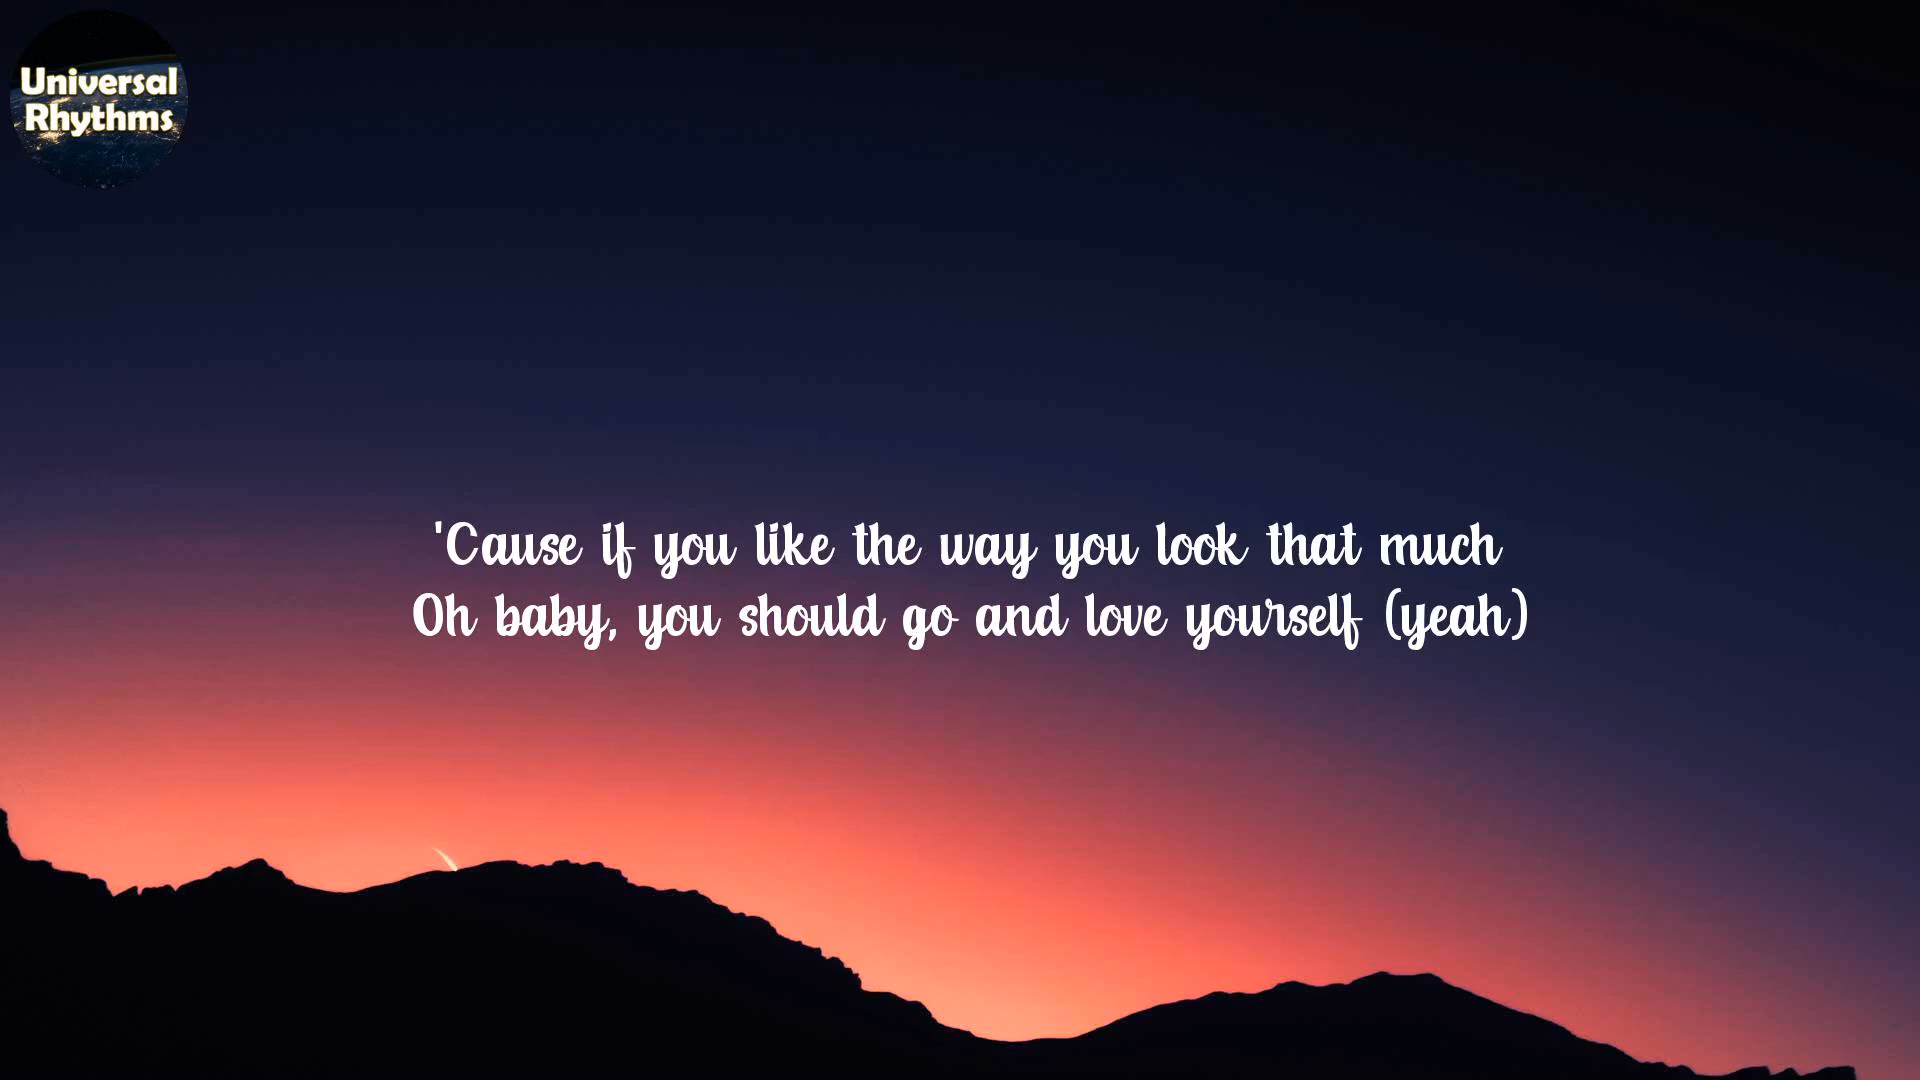 Universal
Rhythms
'Cause if you like the way you look that much
Oh baby, you should go and love yourself (yeah)